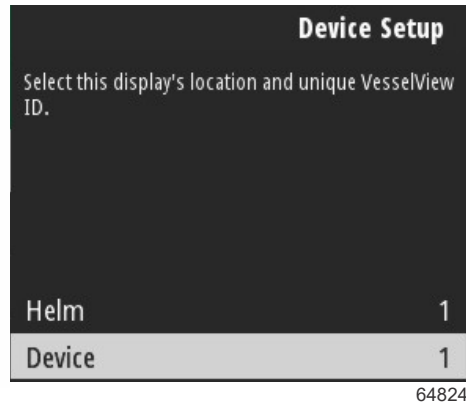 Device Setup
Select this display's location and unique VesselView
ID.
Helm 1
Device 1
64824